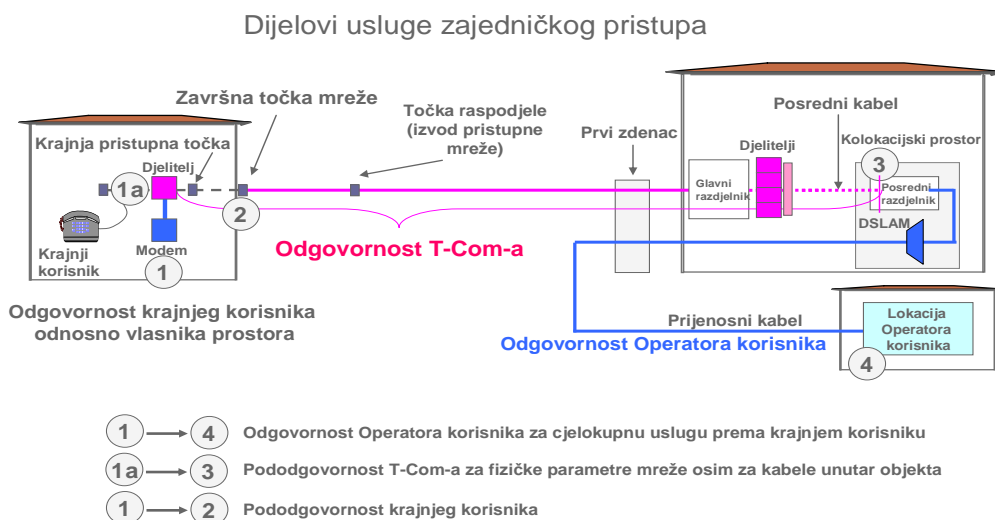 Dijelovi usluge zajedničkog pristupa
Završna točka mreže
Krajnja pristupna točka
Djelitelj
1a
2
Krajnji
korisnik
Modem
1
Odgovornost krajnjeg korisnika
odnosno vlasnika prostora
Točka raspodjele
(izvod pristupne
mreže)
Odgovornost T-Com-a
Prvi zdenac
Posredni kabel
Djelitelji
Kolokacijski prostor
3
Glavni
razdjelnik
Posredni
razdjelnik
DSLAM
Prijenosni kabel
Odgovornost Operatora korisnika
Lokacija
Operatora
korisnika
4
1 4 Odgovornost Operatora korisnika za cjelokupnu uslugu prema krajnjem korisniku
1a 3 Pododgovornost T-Com-a za fizičke parametre mreže osim za kabele unutar objekta
1 2 Pododgovornost krajnjeg korisnika